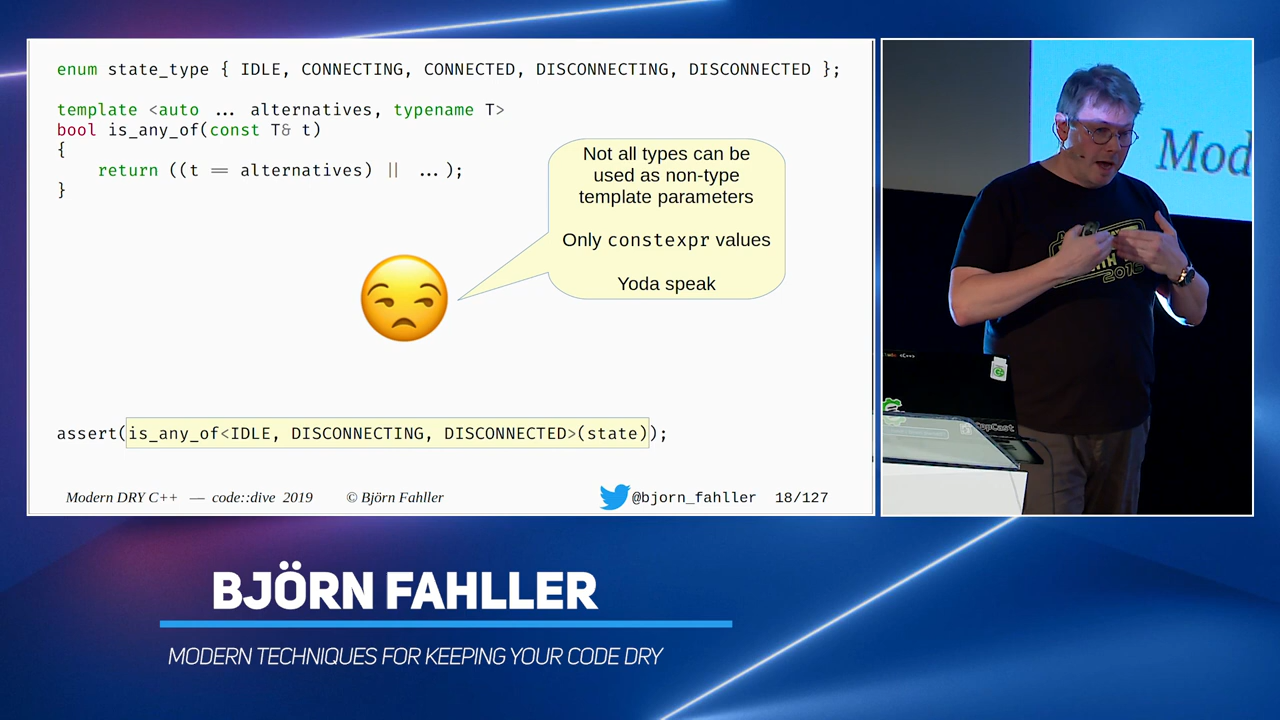 enum state_type { IDLE, CONNECTING, CONNECTED, DISCONNECTING, DISCONNECTED };
template <auto ... alternatives, typename T>
bool is_any_of(const T& t)
{
return ((t == alternatives) || ... );
}
Not all types can be
used as non-type
template parameters
Only constexpr values
Yoda speak
assert(is_any_of<IDLE, DISCONNECTING, DISCONNECTED>(state));
Modern DRY C++ — code::dive 2019 © Björn Fahller
@bjorn_fahller 18/127
Mod
2018
CppCast
BJÖRN FAHLLER
MODERN TECHNIQUES FOR KEEPING YOUR CODE DRY